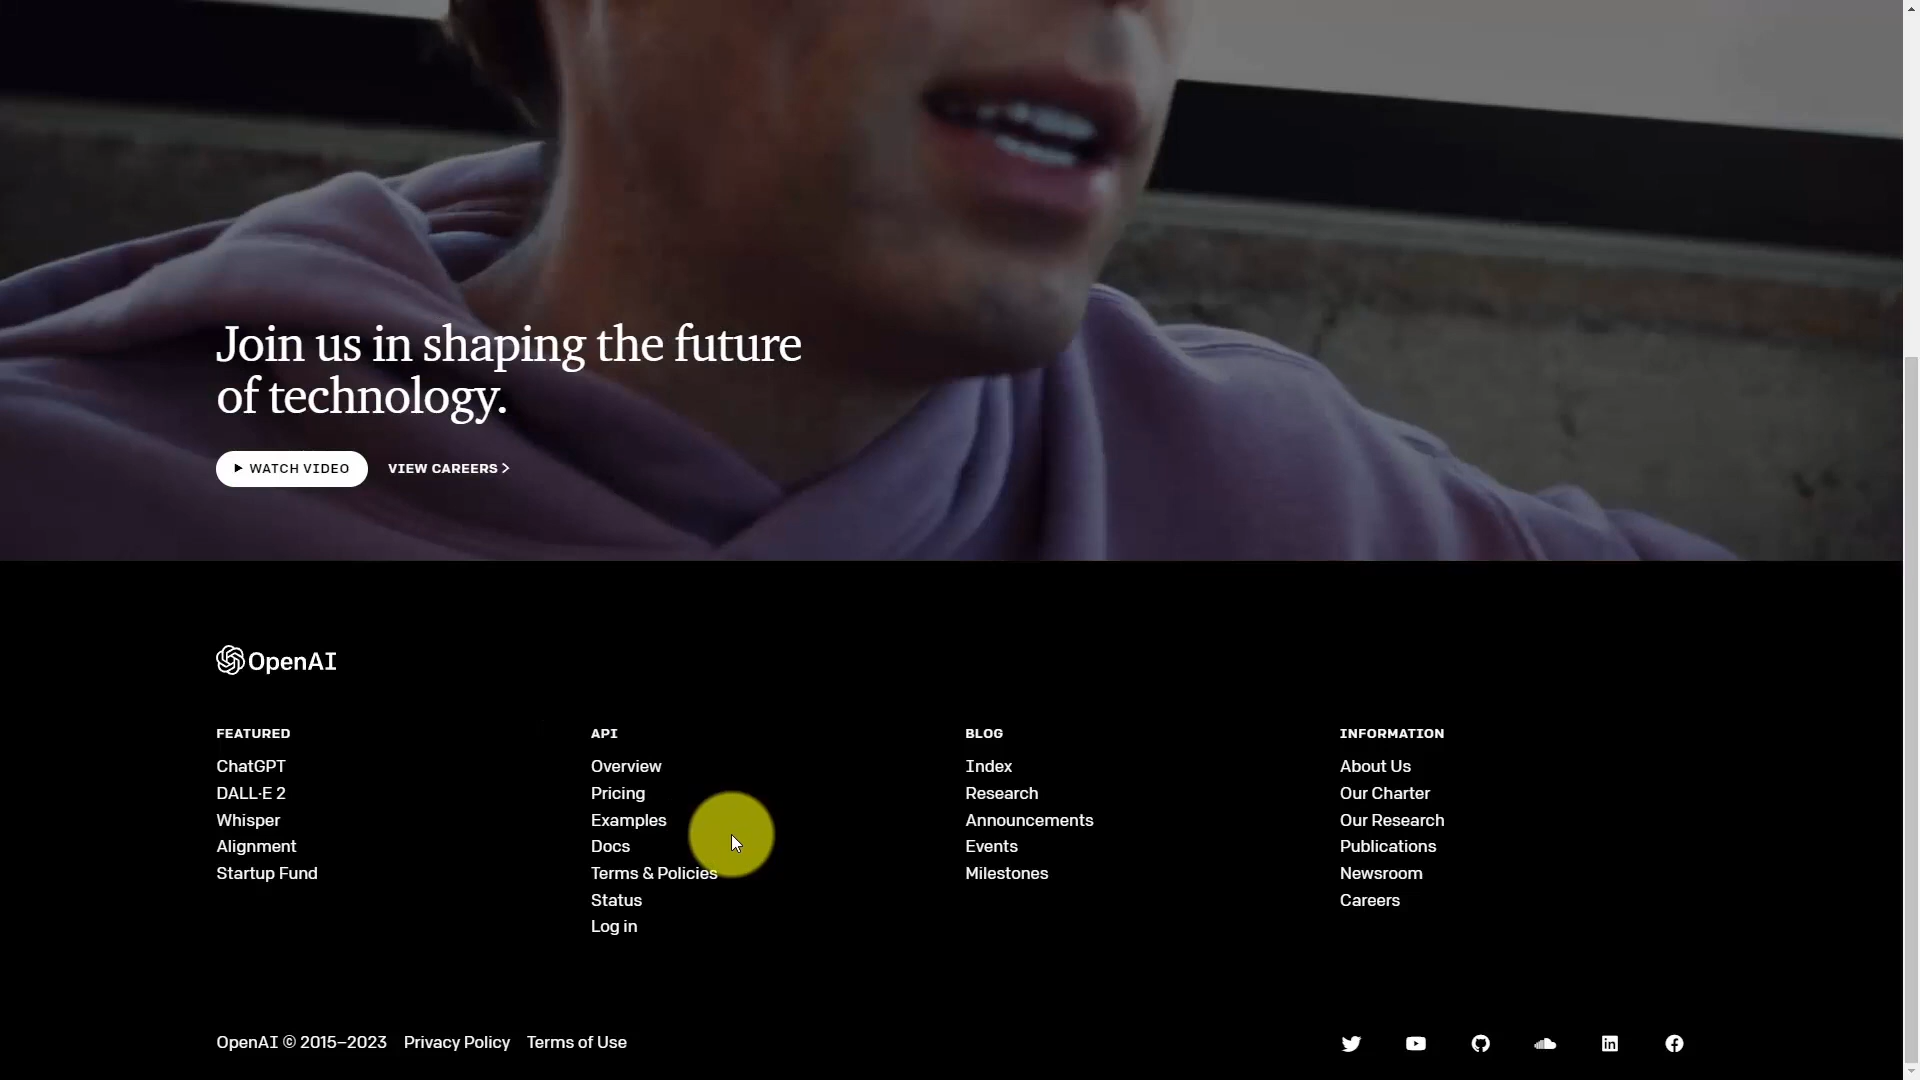 Join us in shaping the future
of technology.
WATCH VIDEO
VIEW CAREERS >
OpenAI
FEATURED
ChatGPT
DALL·E 2
Whisper
Alignment
Startup Fund
API
Overview
Pricing
Examples
Docs
Terms & Policies
Status
Log in
BLOG
Index
Research
Announcements
Events
Milestones
INFORMATION
About Us
Our Charter
Our Research
Publications
Newsroom
Careers
OpenAI © 2015–2023 Privacy Policy Terms of Use